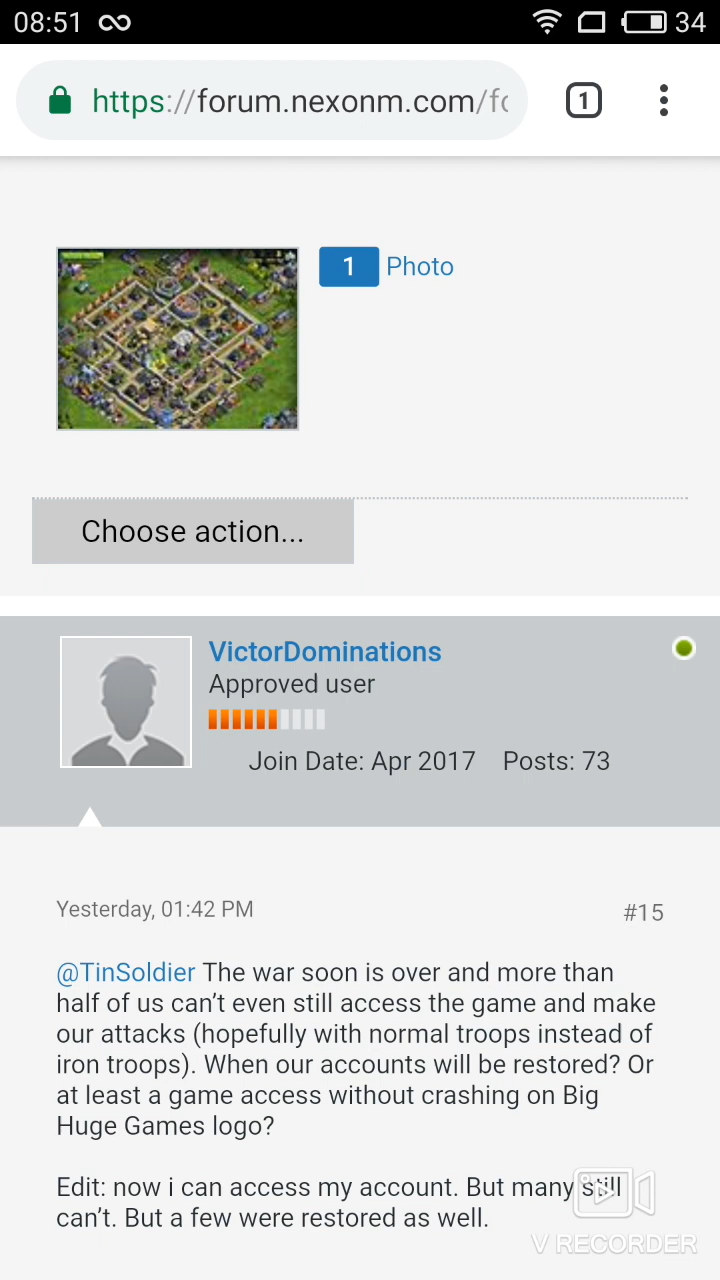 08:51
34
https://forum.nexonm.com/fo
1
1 Photo
Choose action...
VictorDominations
Approved user
Join Date: Apr 2017 Posts: 73
Yesterday, 01:42 PM
#15
@TinSoldier The war soon is over and more than
half of us can’t even still access the game and make
our attacks (hopefully with normal troops instead of
iron troops). When our accounts will be restored? Or
at least a game access without crashing on Big
Huge Games logo?
Edit: now i can access my account. But many still
can’t. But a few were restored as well.
V RECORDER